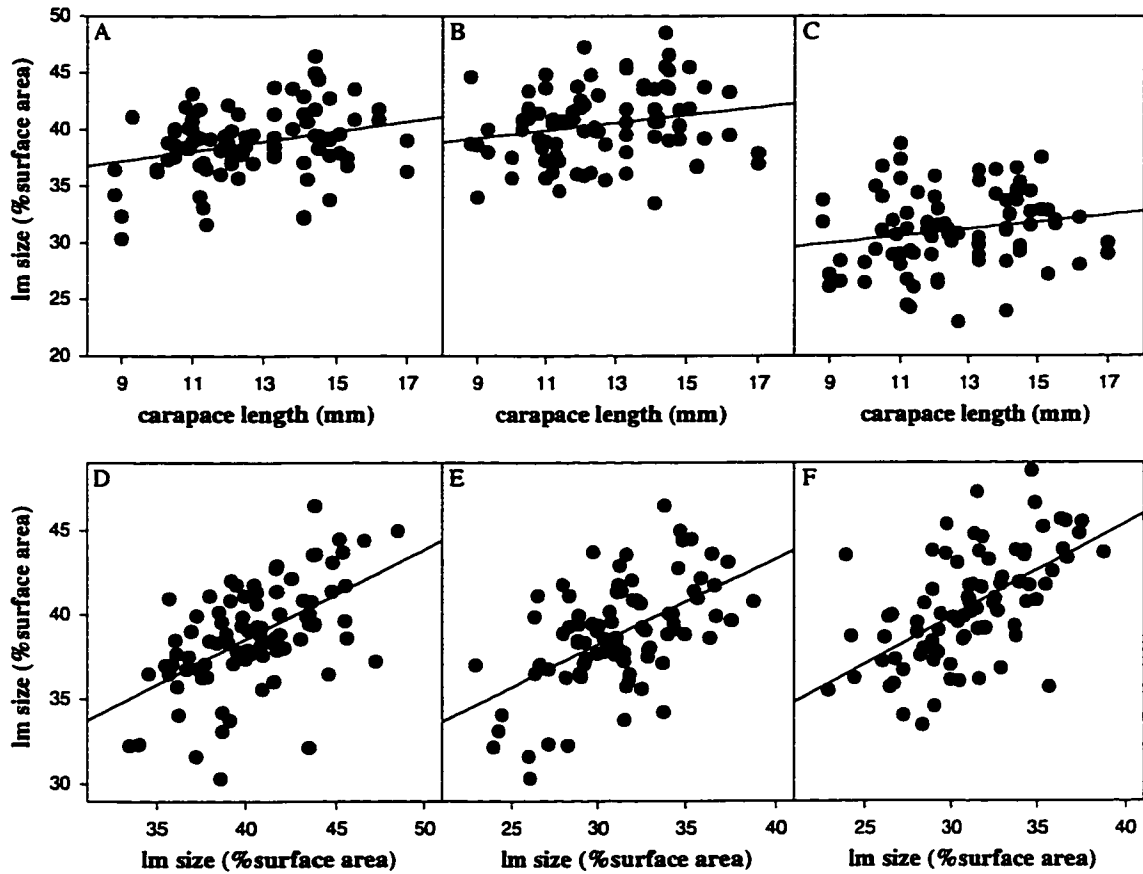 50 A B C
45
40
35
30
25
20
lm size (%surface area)
9 11 13 15 17 9 11 13 15 17 9 11 13 15 17
carapace length (mm) carapace length (mm) carapace length (mm)
D E F
45
40
35
30
lm size (%surface area)
35 40 45 50 25 30 35 40 25 30 35 40
lm size (%surface area) lm size (%surface area) lm size (%surface area)